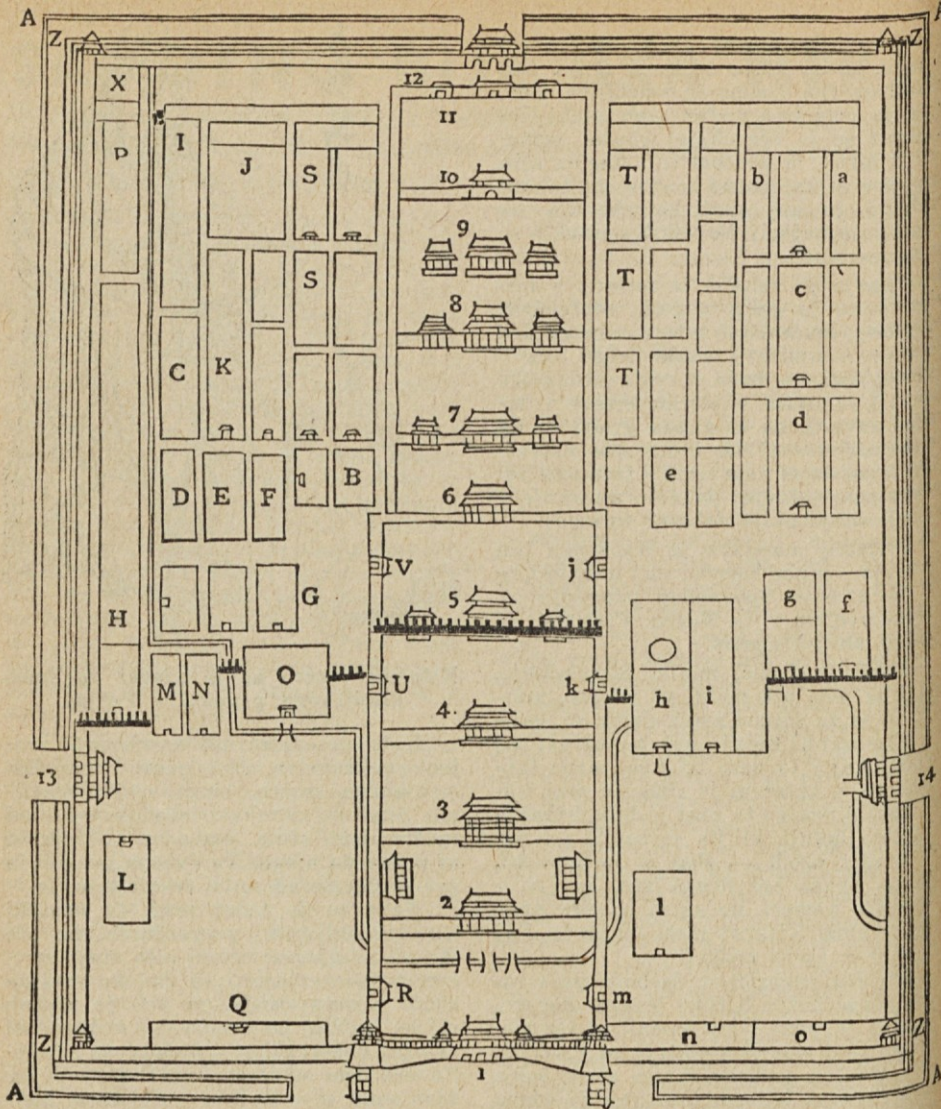 A A
Z Z
X 12
11
P I J S T b a
10
9
S T c
8
C K T
7 d
D E F B 6 e
V j
G 5 g f
H
M N O U k h i
4
13 14
3
L 2 l
R m
Q n o
Z 1 Z
A A